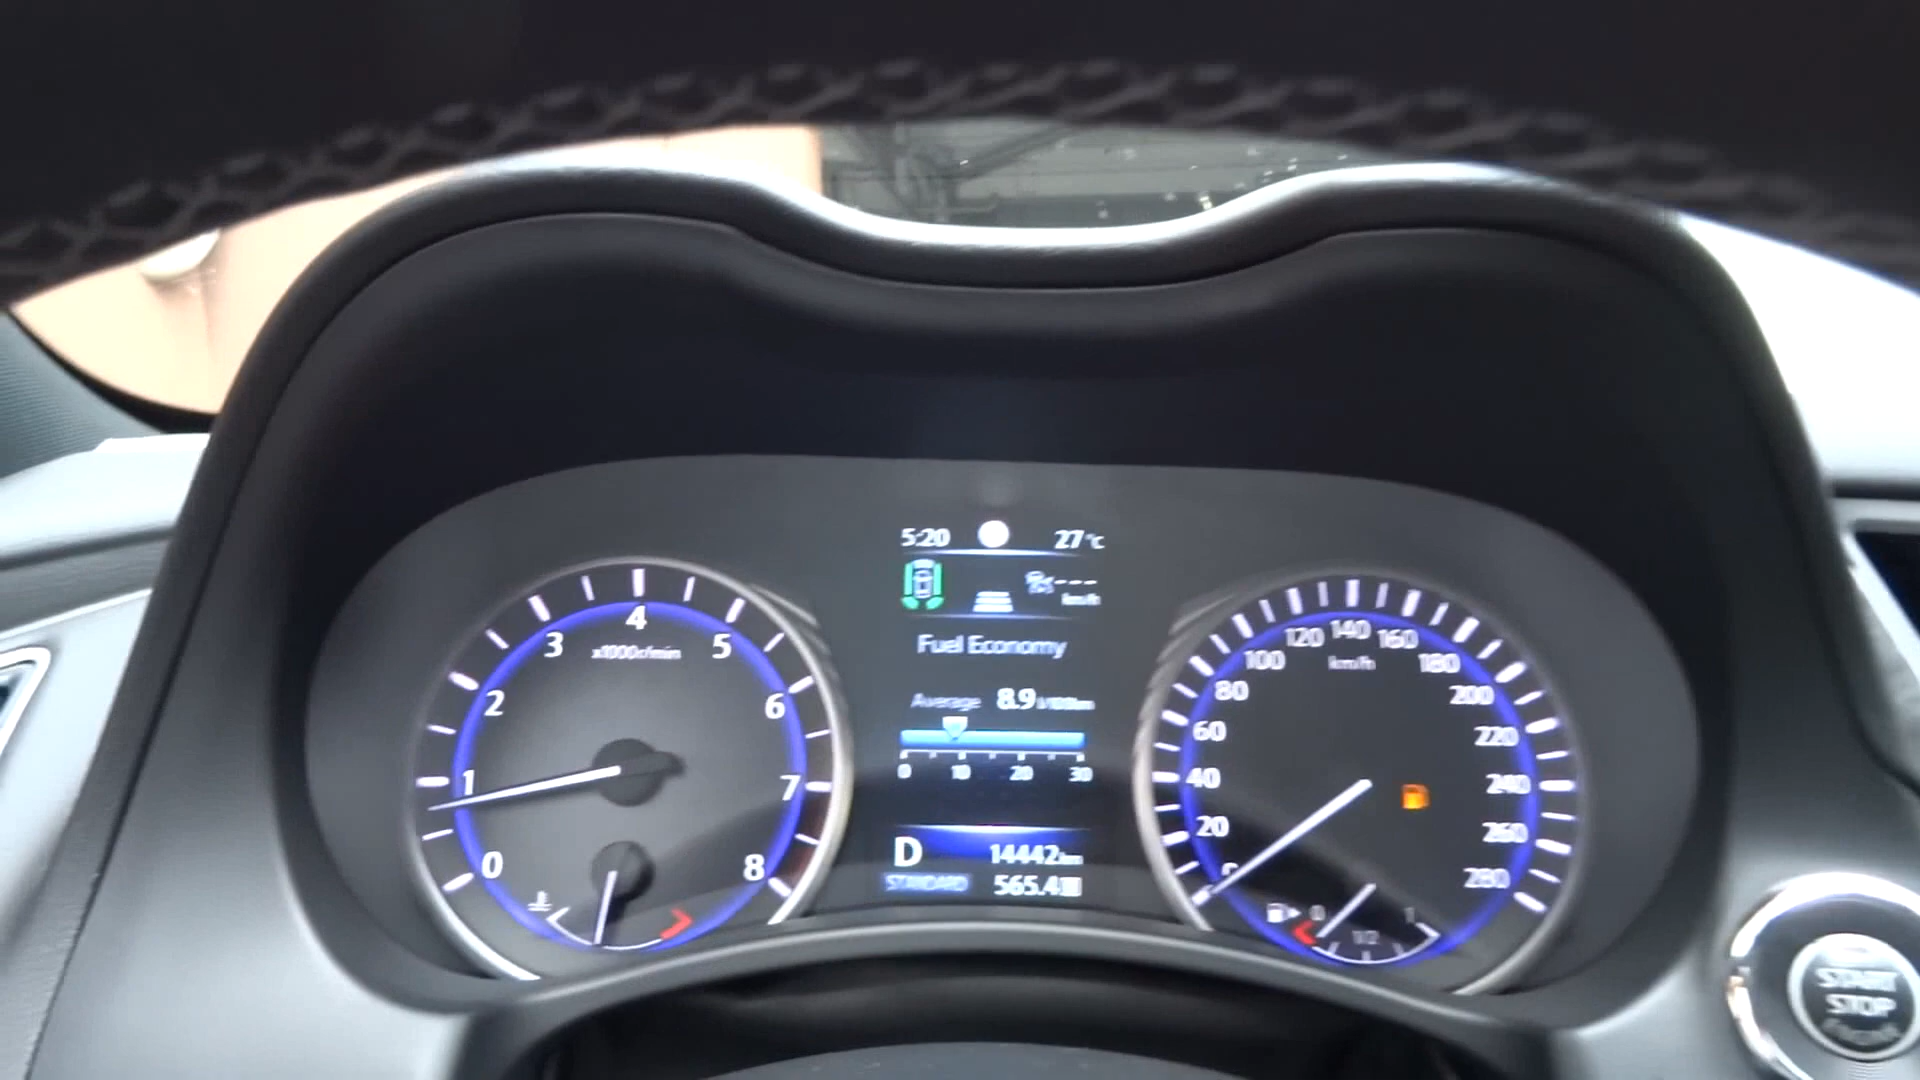 5:20 27°C
--- km/h
Fuel Economy
Average 8.9 l/100km
0 10 20 30
D 14442km
STANDARD 565.4
0 1 2 3 4 5 6 7 8
x1000r/min
0 20 40 60 80 100 120 140 160 180 200 220 240 260 280
km/h
0 1/2 1
START
STOP